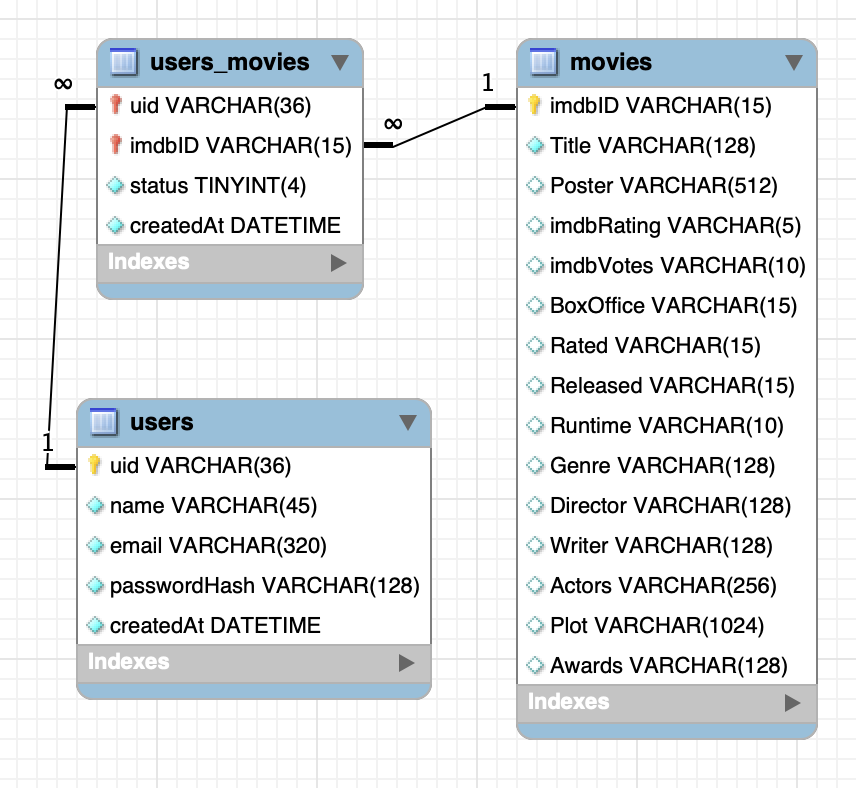 users_movies
∞
uid VARCHAR(36)
imdbID VARCHAR(15)
∞
status TINYINT(4)
createdAt DATETIME
Indexes
1
users
uid VARCHAR(36)
name VARCHAR(45)
email VARCHAR(320)
passwordHash VARCHAR(128)
createdAt DATETIME
Indexes
1
movies
imdbID VARCHAR(15)
Title VARCHAR(128)
Poster VARCHAR(512)
imdbRating VARCHAR(5)
imdbVotes VARCHAR(10)
BoxOffice VARCHAR(15)
Rated VARCHAR(15)
Released VARCHAR(15)
Runtime VARCHAR(10)
Genre VARCHAR(128)
Director VARCHAR(128)
Writer VARCHAR(128)
Actors VARCHAR(256)
Plot VARCHAR(1024)
Awards VARCHAR(128)
Indexes